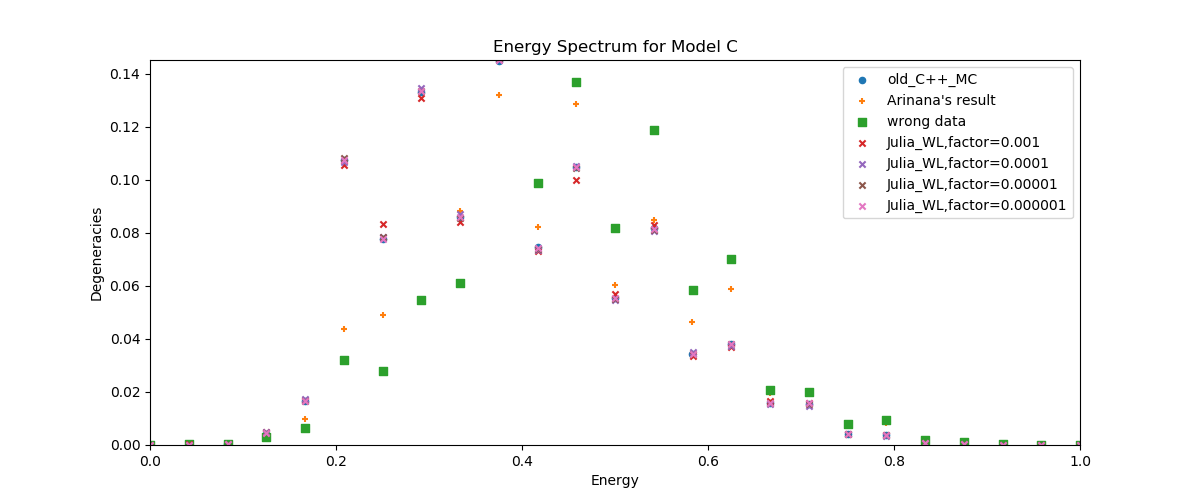 Energy Spectrum for Model C
Degeneracies
0.14
0.12
0.10
0.08
0.06
0.04
0.02
0.00
0.0 0.2 0.4 0.6 0.8 1.0
Energy
old_C++_MC
Arinana's result
wrong data
Julia_WL,factor=0.001
Julia_WL,factor=0.0001
Julia_WL,factor=0.00001
Julia_WL,factor=0.000001